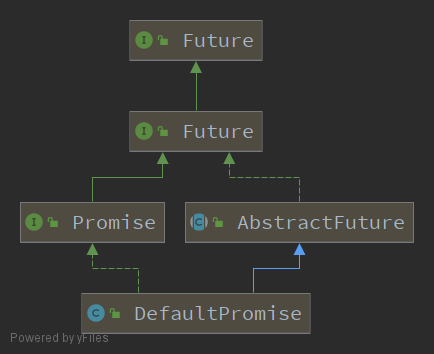 I Future
I Future
I Promise
C AbstractFuture
C DefaultPromise
Powered by yFiles